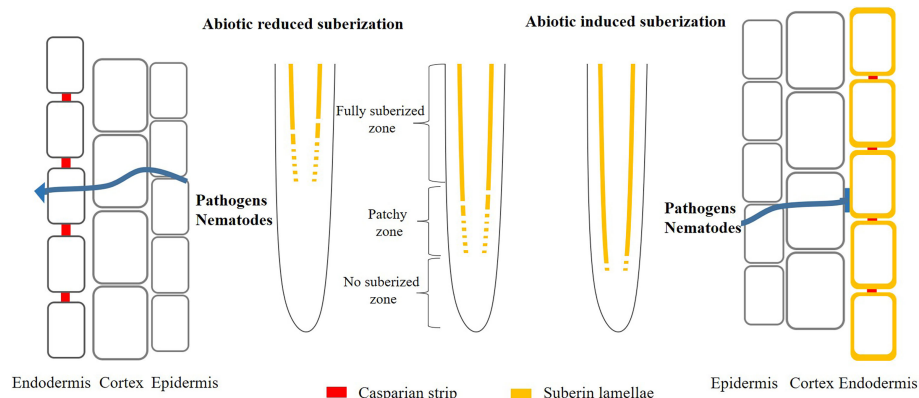 Abiotic reduced suberization
Abiotic induced suberization
Fully suberized
zone
Patchy
zone
No suberized
zone
Pathogens
Nematodes
Pathogens
Nematodes
Endodermis Cortex Epidermis
Epidermis Cortex Endodermis
Casparian strip
Suberin lamellae